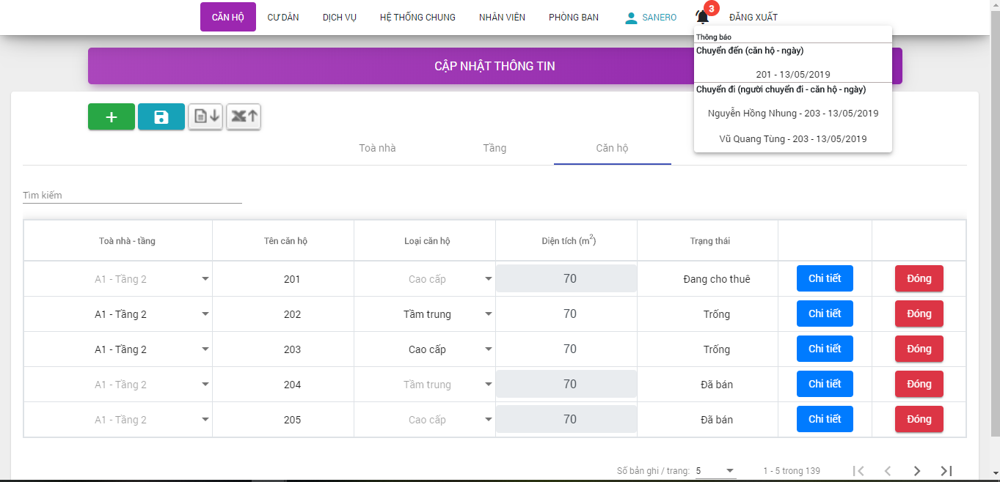 CĂN HỘ CƯ DÂN DỊCH VỤ HỆ THỐNG CHUNG NHÂN VIÊN PHÒNG BAN SANERO 3 ĐĂNG XUẤT
Thông báo
Chuyển đến (căn hộ - ngày)
201 - 13/05/2019
Chuyển đi (người chuyển đi - căn hộ - ngày)
Nguyễn Hồng Nhung - 203 - 13/05/2019
Vũ Quang Tùng - 203 - 13/05/2019
CẬP NHẬT THÔNG TIN
Toà nhà Tầng Căn hộ
Tìm kiếm
Toà nhà - tầng Tên căn hộ Loại căn hộ Diện tích (m²) Trạng thái
A1 - Tầng 2 201 Cao cấp 70 Đang cho thuê Chi tiết Đóng
A1 - Tầng 2 202 Tầm trung 70 Trống Chi tiết Đóng
A1 - Tầng 2 203 Cao cấp 70 Trống Chi tiết Đóng
A1 - Tầng 2 204 Tầm trung 70 Đã bán Chi tiết Đóng
A1 - Tầng 2 205 Cao cấp 70 Đã bán Chi tiết Đóng
Số bản ghi / trang: 5 1 - 5 trong 139